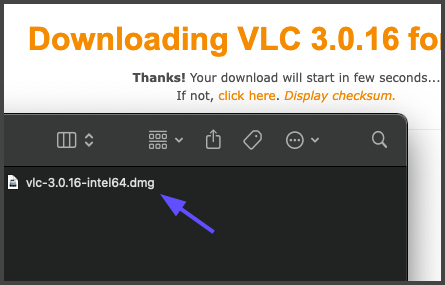 Downloading VLC 3.0.16 fo
Thanks! Your download will start in few seconds...
If not, click here. Display checksum.
vlc-3.0.16-intel64.dmg